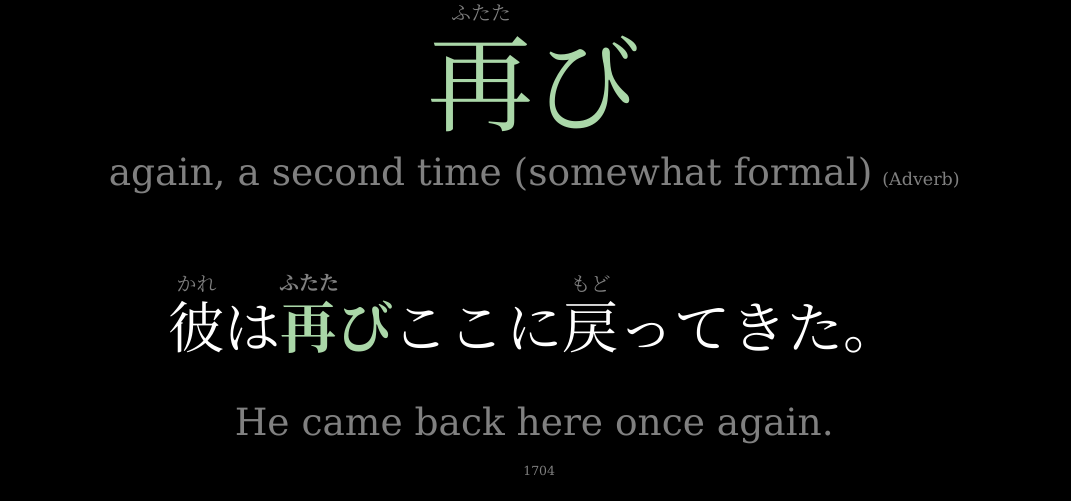 ふたた
再び
again, a second time (somewhat formal) (Adverb)
かれ ふたた もど
彼は再びここに戻ってきた。
He came back here once again.
1704